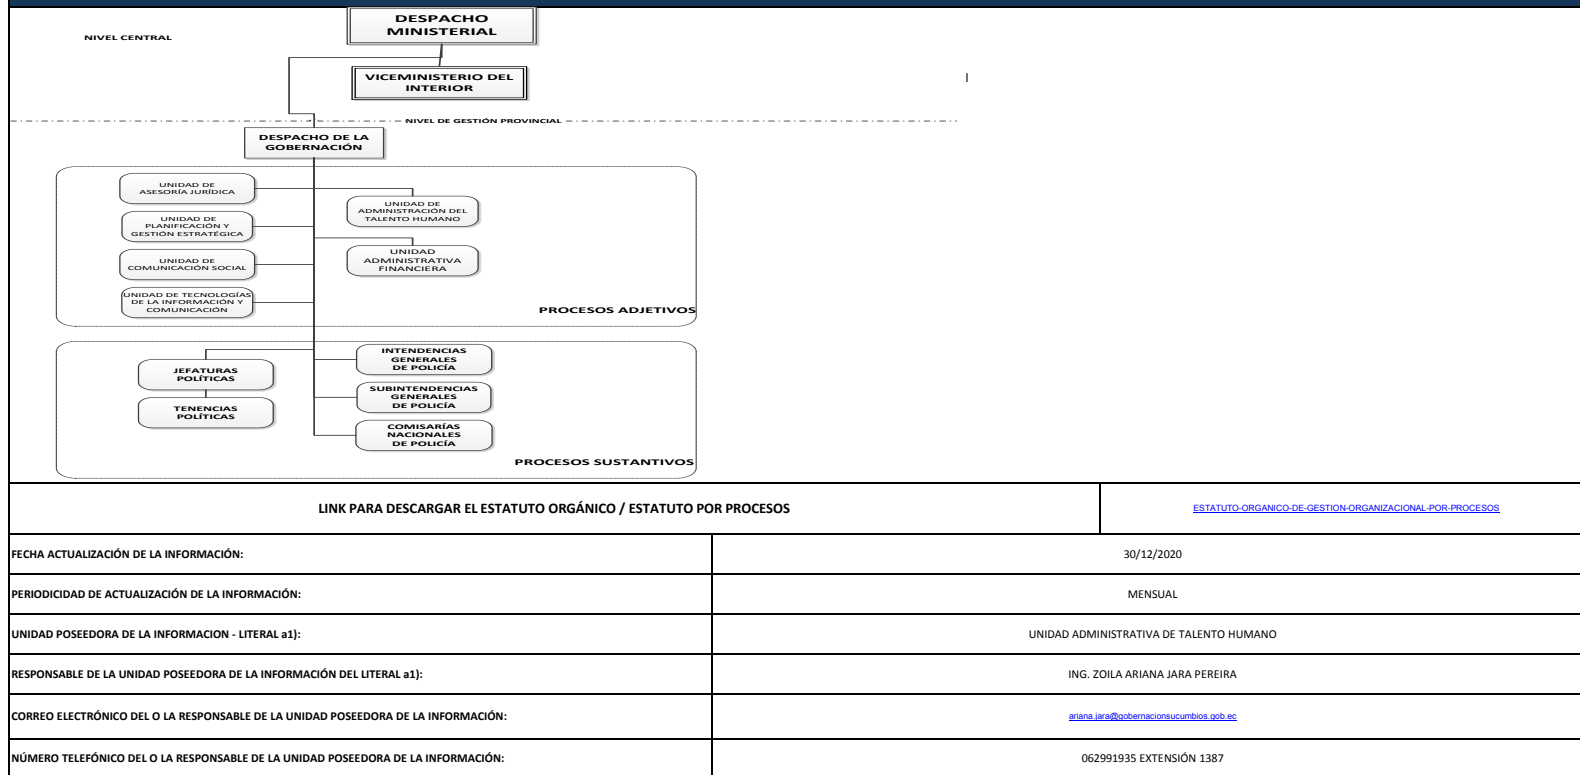 DESPACHO
MINISTERIAL
NIVEL CENTRAL
VICEMINISTERIO DEL
INTERIOR
NIVEL DE GESTIÓN PROVINCIAL
DESPACHO DE LA
GOBERNACIÓN
UNIDAD DE
ASESORÍA JURÍDICA
UNIDAD DE
ADMINISTRACIÓN DEL
TALENTO HUMANO
UNIDAD DE
PLANIFICACIÓN Y
GESTIÓN ESTRATÉGICA
UNIDAD
ADMINISTRATIVA
FINANCIERA
UNIDAD DE
COMUNICACIÓN SOCIAL
UNIDAD DE TECNOLOGÍAS
DE LA INFORMACIÓN Y
COMUNICACIÓN
PROCESOS ADJETIVOS
INTENDENCIAS
GENERALES
DE POLICÍA
JEFATURAS
POLÍTICAS
SUBINTENDENCIAS
GENERALES
DE POLICÍA
TENENCIAS
POLÍTICAS
COMISARÍAS
NACIONALES
DE POLICÍA
PROCESOS SUSTANTIVOS
LINK PARA DESCARGAR EL ESTATUTO ORGÁNICO / ESTATUTO POR PROCESOS
ESTATUTO-ORGANICO-DE-GESTION-ORGANIZACIONAL-POR-PROCESOS
FECHA ACTUALIZACIÓN DE LA INFORMACIÓN:
30/12/2020
PERIODICIDAD DE ACTUALIZACIÓN DE LA INFORMACIÓN:
MENSUAL
UNIDAD POSEEDORA DE LA INFORMACION - LITERAL a1):
UNIDAD ADMINISTRATIVA DE TALENTO HUMANO
RESPONSABLE DE LA UNIDAD POSEEDORA DE LA INFORMACIÓN DEL LITERAL a1):
ING. ZOILA ARIANA JARA PEREIRA
CORREO ELECTRÓNICO DEL O LA RESPONSABLE DE LA UNIDAD POSEEDORA DE LA INFORMACIÓN:
ariana.jara@gobernacionsucumbios.gob.ec
NÚMERO TELEFÓNICO DEL O LA RESPONSABLE DE LA UNIDAD POSEEDORA DE LA INFORMACIÓN:
062991935 EXTENSIÓN 1387